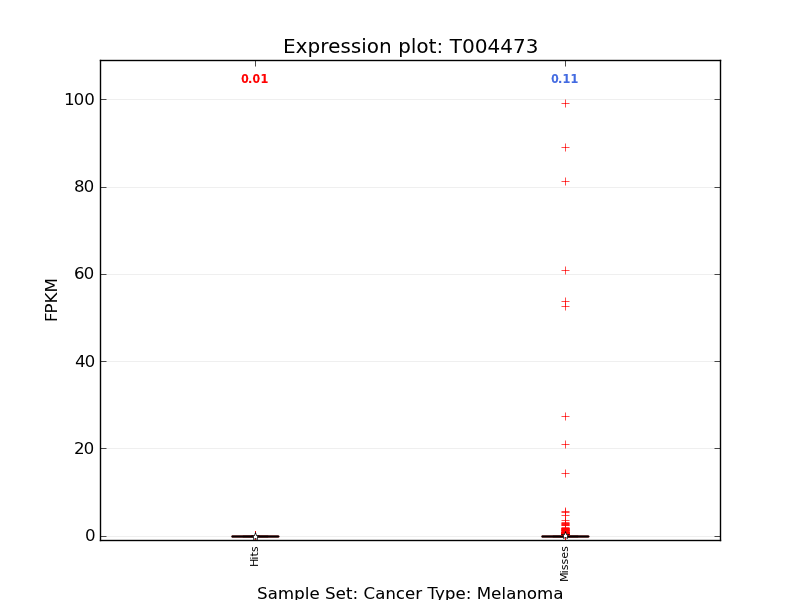 Expression plot: T004473
0.01
0.11
100
80
60
40
20
0
FPKM
Hits
Misses
Sample Set: Cancer Type: Melanoma